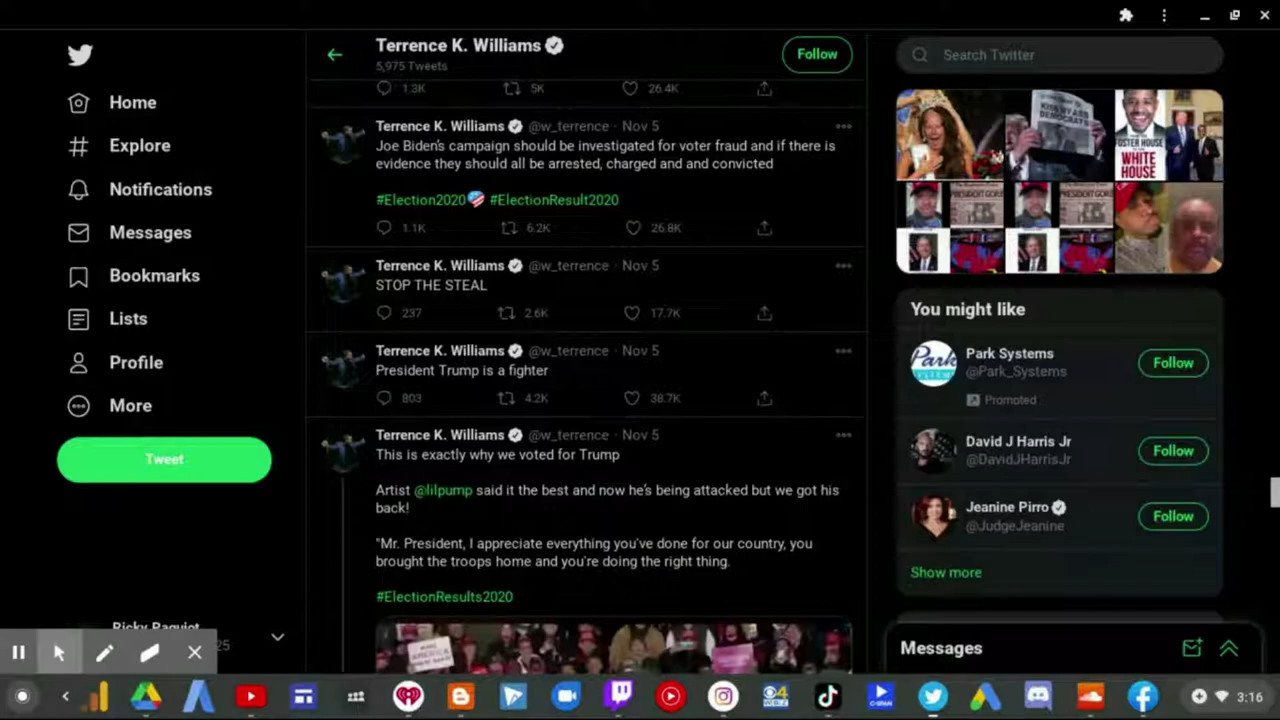 Home
Explore
Notifications
Messages
Bookmarks
Lists
Profile
More
Tweet
Ricky Paquiot
25
Terrence K. Williams
5,975 Tweets
Follow
1.3K 5K 26.4K
Terrence K. Williams @w_terrence · Nov 5
Joe Biden's campaign should be investigated for voter fraud and if there is
evidence they should all be arrested, charged and and convicted
#Election2020 #ElectionResult2020
1.1K 6.2K 26.8K
Terrence K. Williams @w_terrence · Nov 5
STOP THE STEAL
237 2.6K 17.7K
Terrence K. Williams @w_terrence · Nov 5
President Trump is a fighter
803 4.2K 38.7K
Terrence K. Williams @w_terrence · Nov 5
This is exactly why we voted for Trump
Artist @lilpump said it the best and now he's being attacked but we got his
back!
"Mr. President, I appreciate everything you've done for our country, you
brought the troops home and you're doing the right thing.
#ElectionResults2020
Search Twitter
FOSTER HOUSE
WHITE
HOUSE
You might like
Park Systems
@Park_Systems
Follow
Promoted
David J Harris Jr
@DavidJHarrisJr
Follow
Jeanine Pirro
@JudgeJeanine
Follow
Show more
Messages
3:16